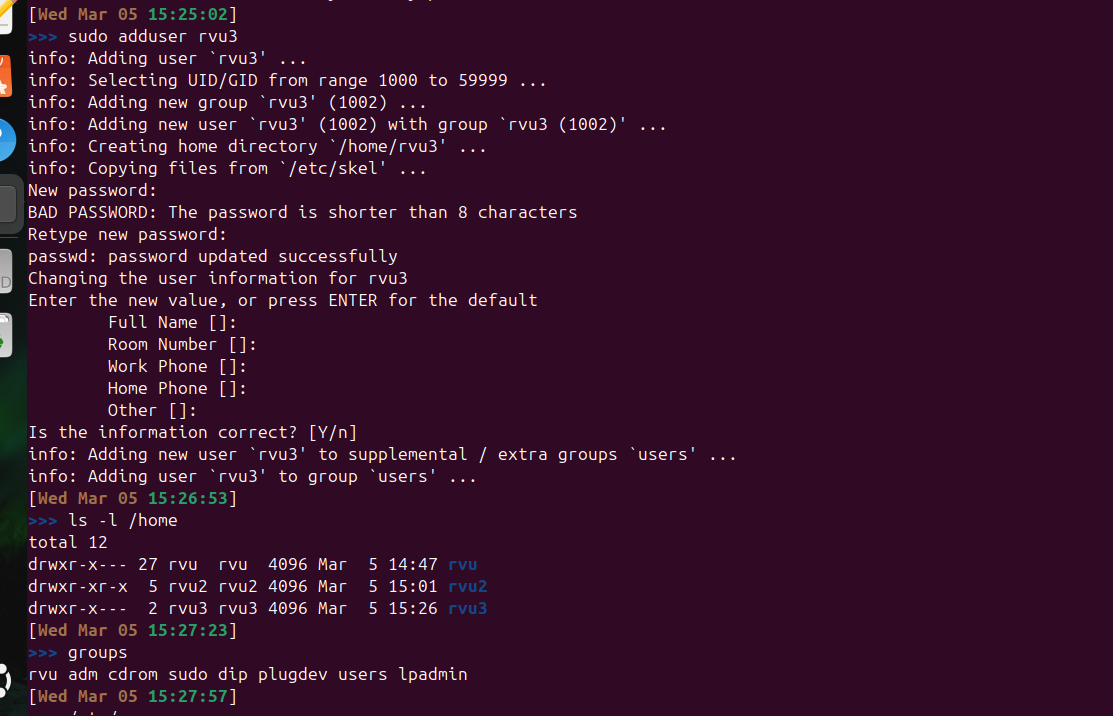 [Wed Mar 05 15:25:02]
>>> sudo adduser rvu3
info: Adding user `rvu3' ...
info: Selecting UID/GID from range 1000 to 59999 ...
info: Adding new group `rvu3' (1002) ...
info: Adding new user `rvu3' (1002) with group `rvu3 (1002)' ...
info: Creating home directory `/home/rvu3' ...
info: Copying files from `/etc/skel' ...
New password:
BAD PASSWORD: The password is shorter than 8 characters
Retype new password:
passwd: password updated successfully
Changing the user information for rvu3
Enter the new value, or press ENTER for the default
        Full Name []:
        Room Number []:
        Work Phone []:
        Home Phone []:
        Other []:
Is the information correct? [Y/n]
info: Adding new user `rvu3' to supplemental / extra groups `users' ...
info: Adding user `rvu3' to group `users' ...
[Wed Mar 05 15:26:53]
>>> ls -l /home
total 12
drwxr-x--- 27 rvu  rvu  4096 Mar  5 14:47 rvu
drwxr-xr-x  5 rvu2 rvu2 4096 Mar  5 15:01 rvu2
drwxr-x---  2 rvu3 rvu3 4096 Mar  5 15:26 rvu3
[Wed Mar 05 15:27:23]
>>> groups
rvu adm cdrom sudo dip plugdev users lpadmin
[Wed Mar 05 15:27:57]